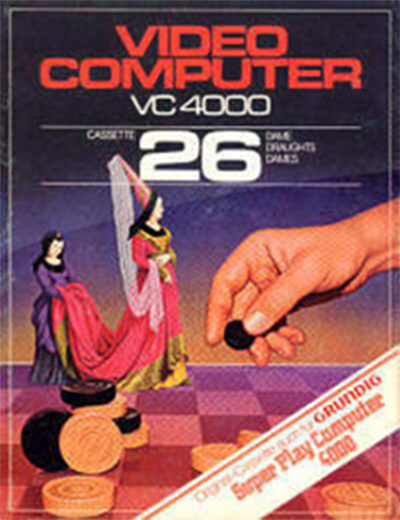 VIDEO
COMPUTER
VC 4000
CASSETTE
26
DAME
DRAUGHTS
DAMES
Original-Cassette auch für GRUNDIG
Super Play Computer
4000